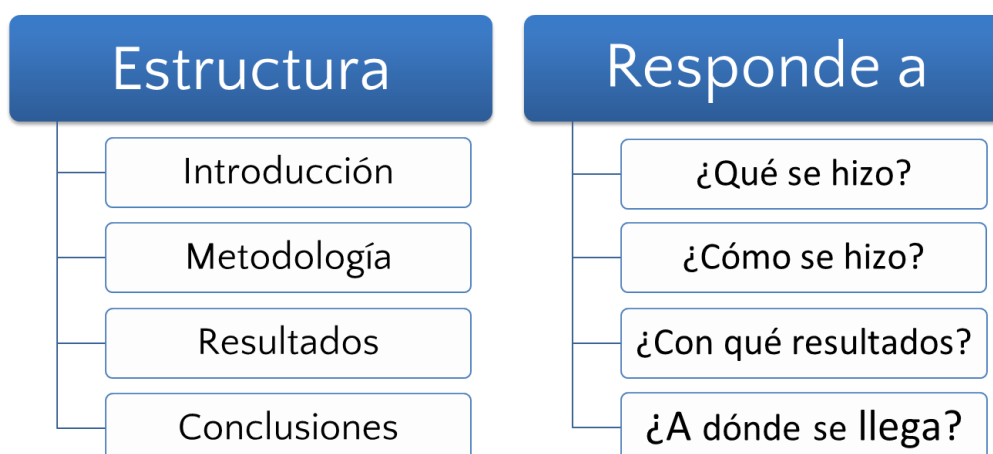 Estructura
Introducción
Metodología
Resultados
Conclusiones
Responde a
¿Qué se hizo?
¿Cómo se hizo?
¿Con qué resultados?
¿A dónde se llega?